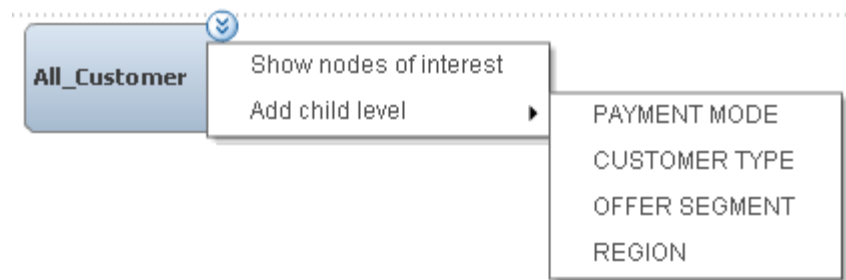 All_Customer
Show nodes of interest
Add child level
PAYMENT MODE
CUSTOMER TYPE
OFFER SEGMENT
REGION